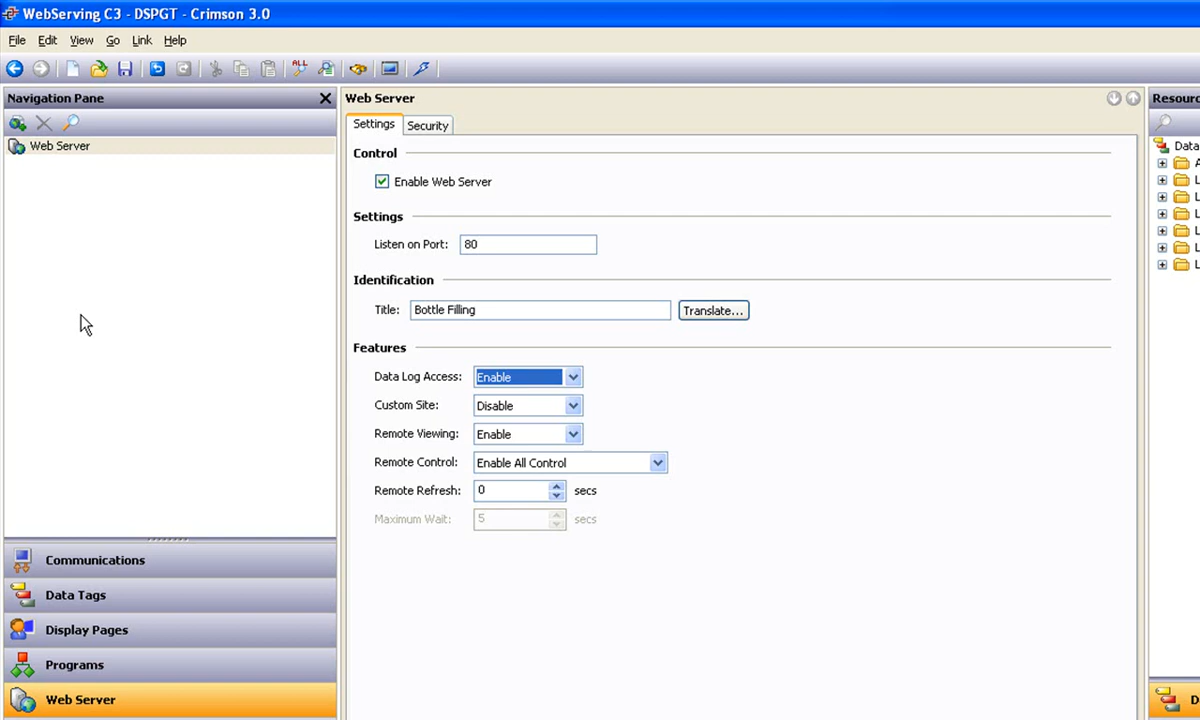 WebServing C3 - DSPGT - Crimson 3.0
File Edit View Go Link Help
ALL
Navigation Pane
Web Server
Communications
Data Tags
Display Pages
Programs
Web Server
Web Server
Settings Security
Control
Enable Web Server
Settings
Listen on Port: 80
Identification
Title: Bottle Filling Translate...
Features
Data Log Access: Enable
Custom Site: Disable
Remote Viewing: Enable
Remote Control: Enable All Control
Remote Refresh: 0 secs
Maximum Wait: 5 secs
Resourc
Data
L
L
L
L
L
L
D